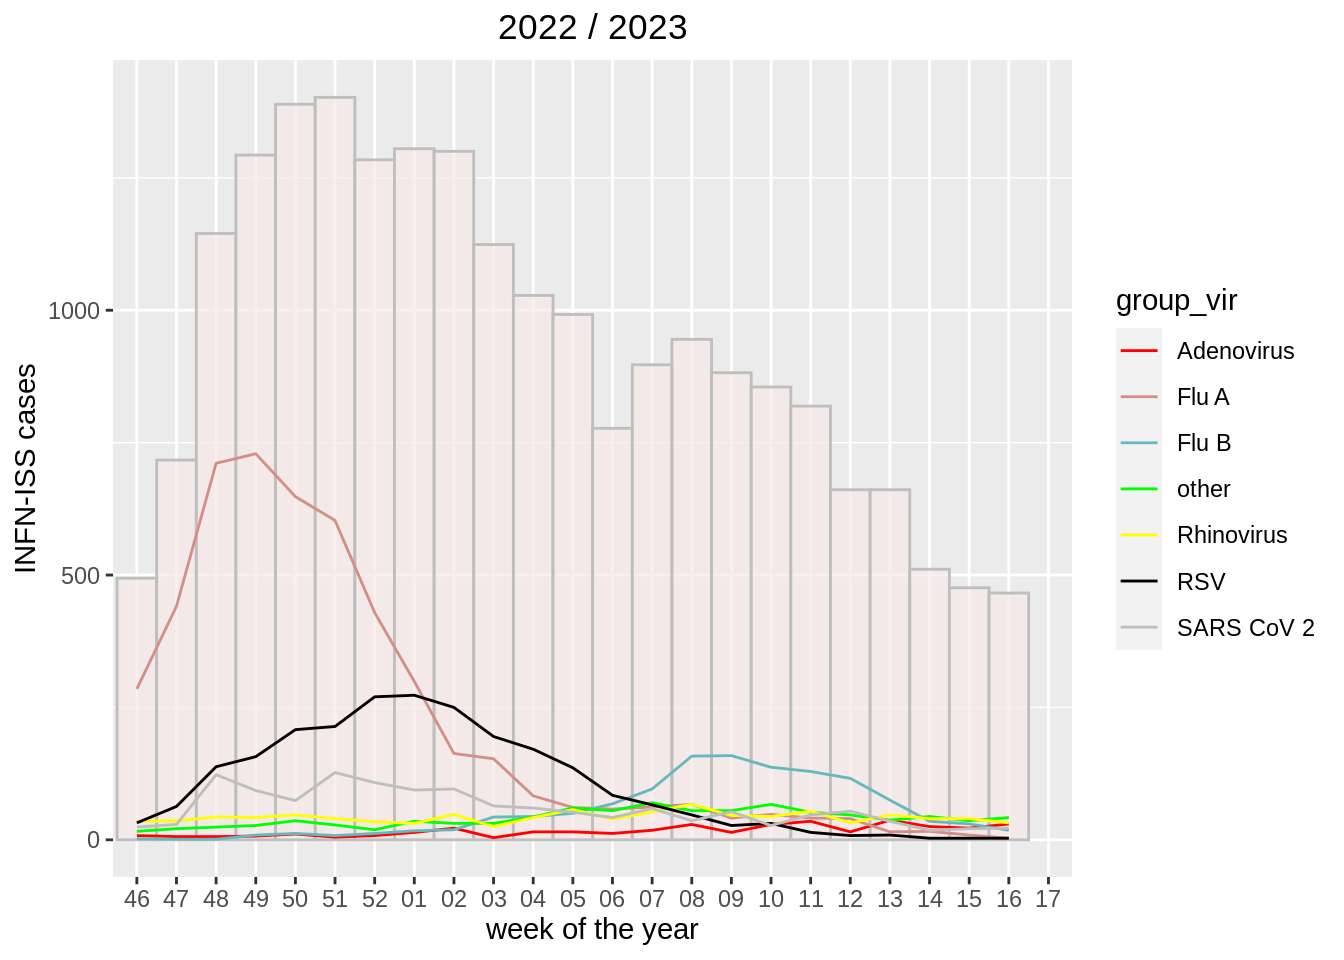 2022 / 2023
INFN-ISS cases
1000
500
0
46 47 48 49 50 51 52 01 02 03 04 05 06 07 08 09 10 11 12 13 14 15 16 17
week of the year
group_vir
Adenovirus
Flu A
Flu B
other
Rhinovirus
RSV
SARS CoV 2